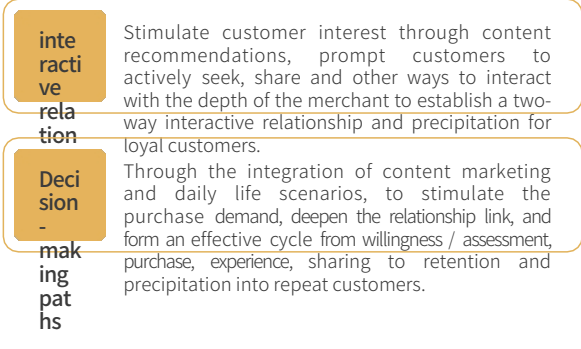 inte
racti
ve
rela
tion
Stimulate customer interest through content
recommendations, prompt customers to
actively seek, share and other ways to interact
with the depth of the merchant to establish a two-
way interactive relationship and precipitation for
loyal customers.
Deci
sion
-
mak
ing
pat
hs
Through the integration of content marketing
and daily life scenarios, to stimulate the
purchase demand, deepen the relationship link, and
form an effective cycle from willingness / assessment,
purchase, experience, sharing to retention and
precipitation into repeat customers.